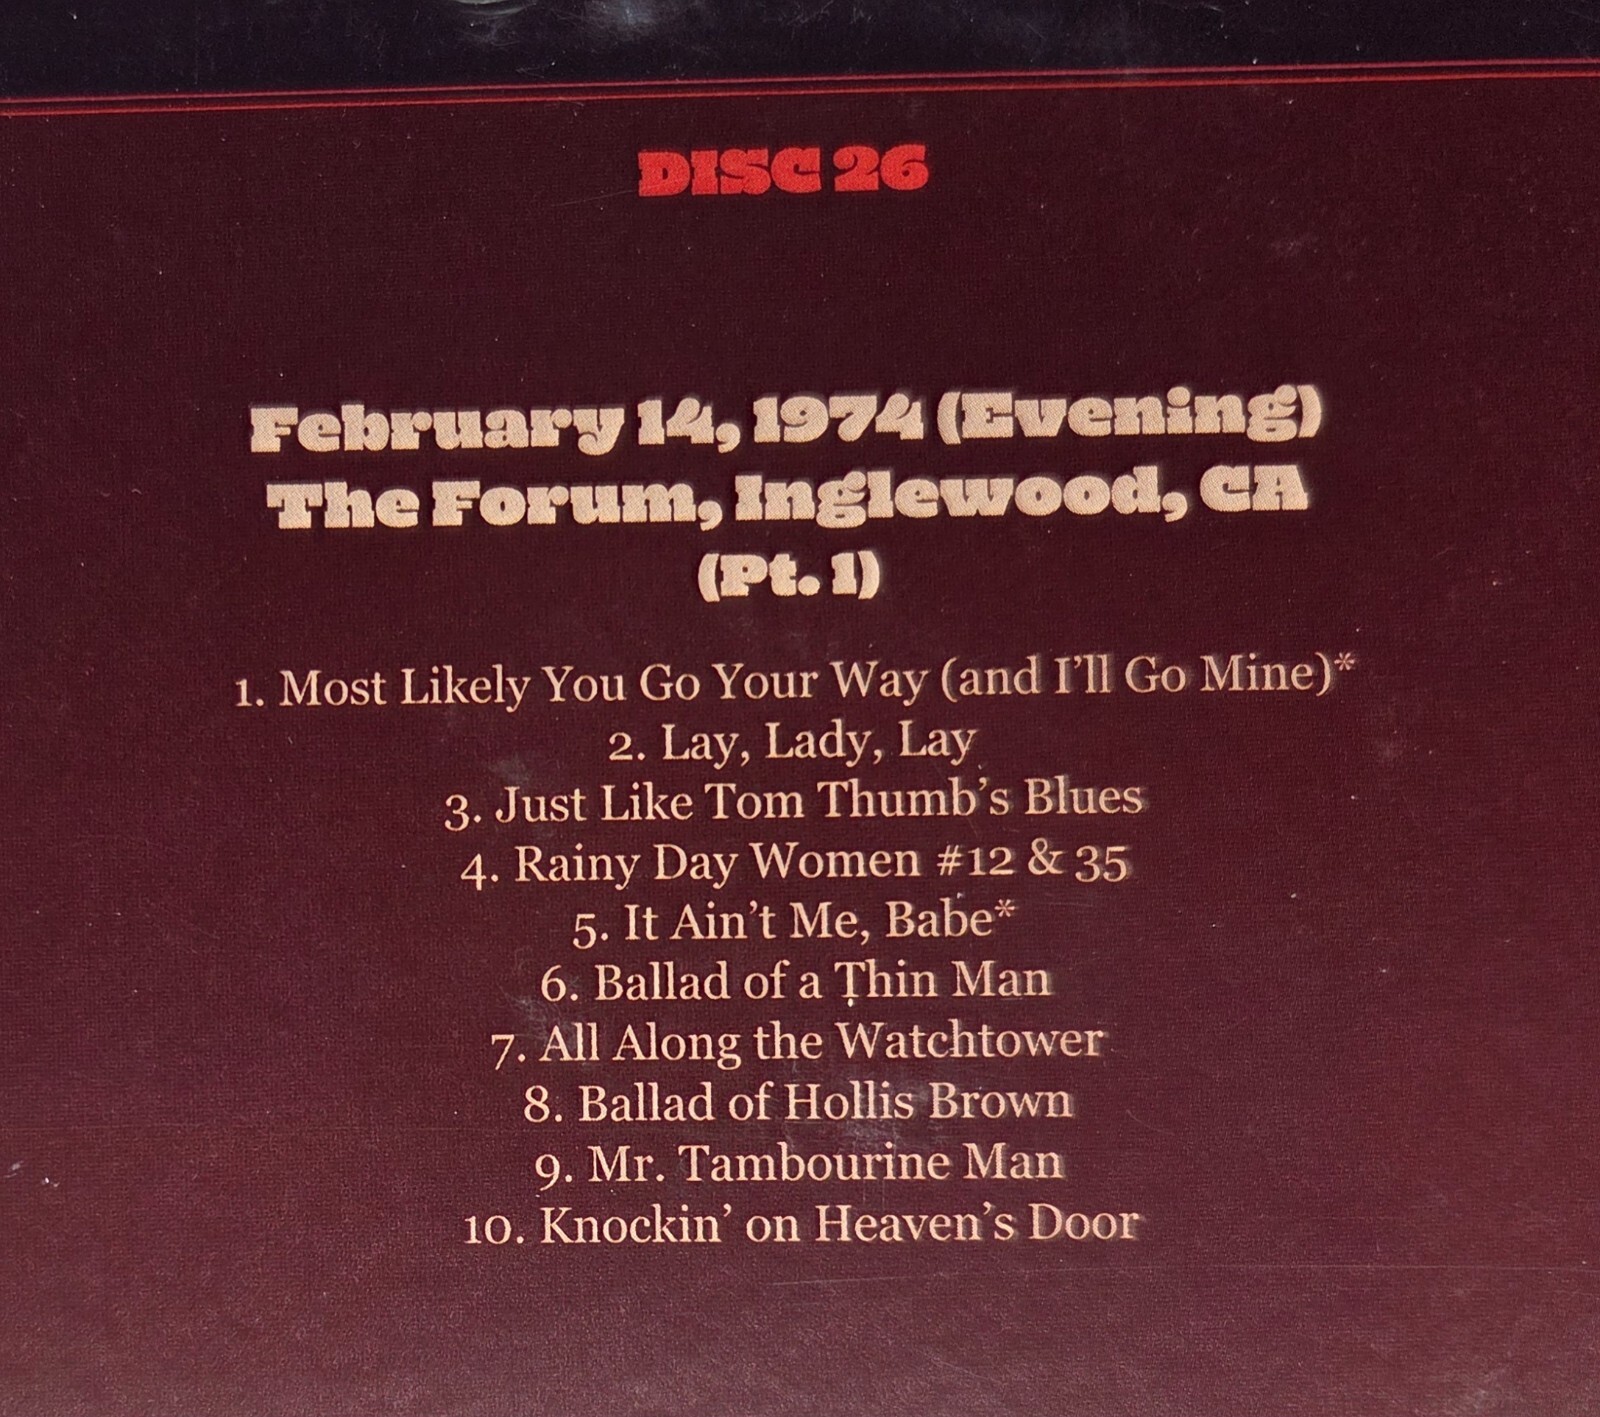 DISC 26
February 14, 1974 (Evening)
The Forum, Inglewood, CA
(Pt. 1)
1. Most Likely You Go Your Way (and I’ll Go Mine)*
2. Lay, Lady, Lay
3. Just Like Tom Thumb’s Blues
4. Rainy Day Women #12 & 35
5. It Ain’t Me, Babe*
6. Ballad of a Thin Man
7. All Along the Watchtower
8. Ballad of Hollis Brown
9. Mr. Tambourine Man
10. Knockin’ on Heaven’s Door